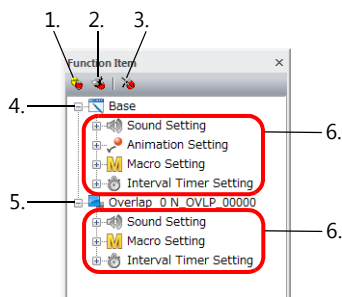 1. 2. 3.
Function Item
4. Base
Sound Setting
Animation Setting
6.
Macro Setting
Interval Timer Setting
5. Overlap 0 N_OVLP_00000
Sound Setting
Macro Setting
6.
Interval Timer Setting